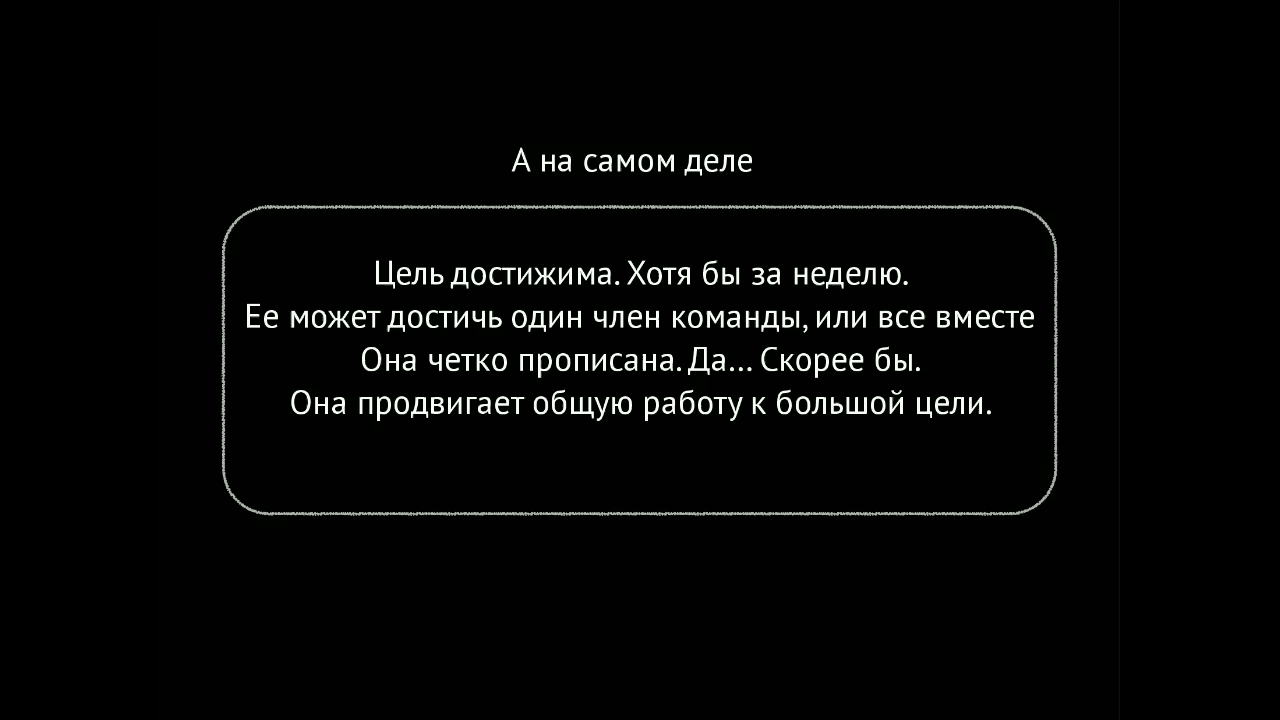 А на самом деле
Цель достижима. Хотя бы за неделю.
Ее может достичь один член команды, или все вместе
Она четко прописана. Да... Скорее бы.
Она продвигает общую работу к большой цели.